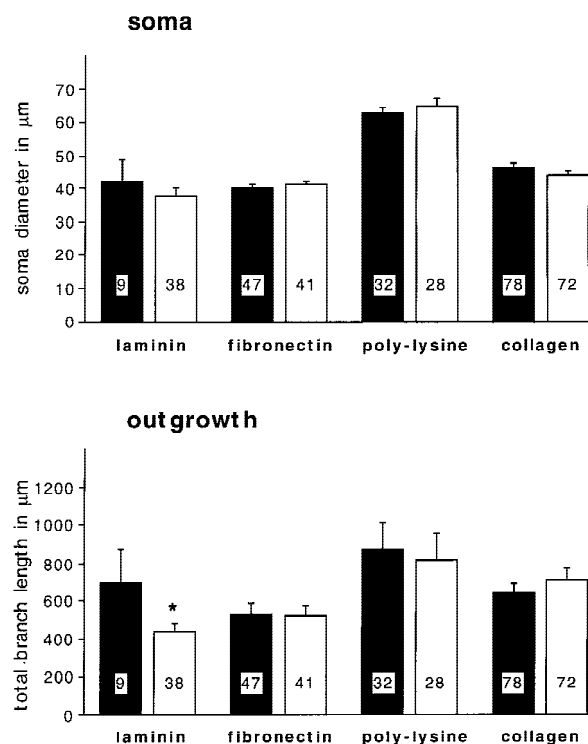 soma
soma diameter in µm
70
60
50
40
30
20
10
0
9 38 47 41 32 28 78 72
laminin fibronectin poly-lysine collagen
outgrowth
total branch length in µm
1200
1000
800
600
400
200
0
*
9 38 47 41 32 28 78 72
laminin fibronectin poly-lysine collagen